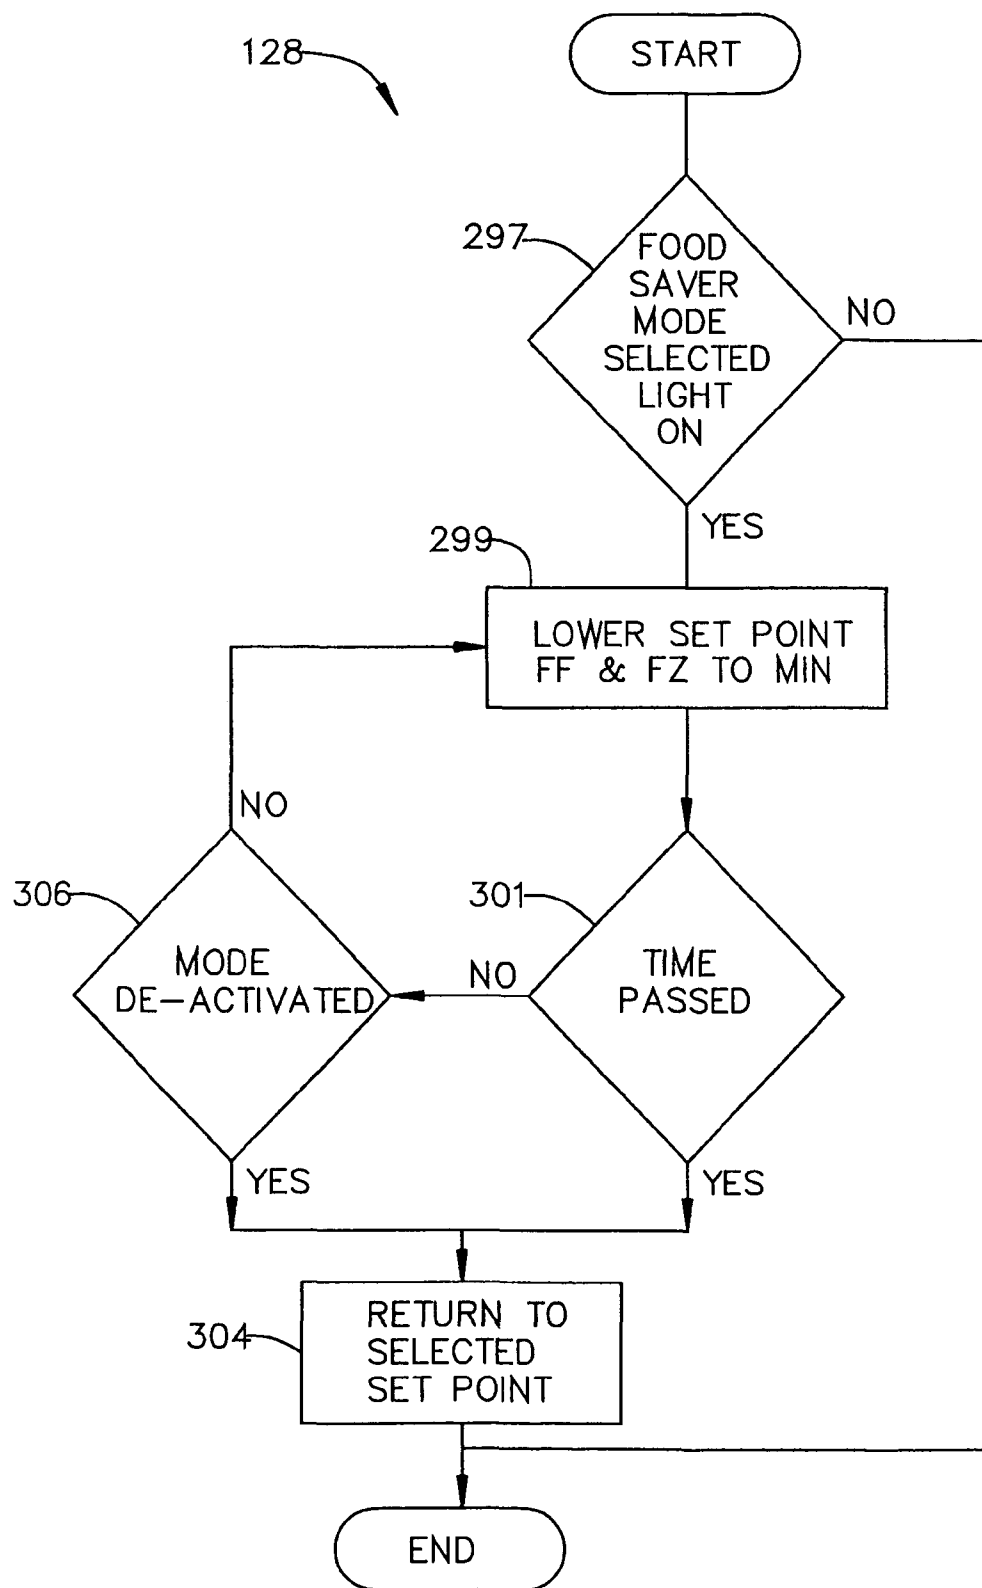 128
START
297
FOOD
SAVER
MODE
SELECTED
LIGHT
ON
NO
YES
299
LOWER SET POINT
FF & FZ TO MIN
NO
306
MODE
DE-ACTIVATED
NO
301
TIME
PASSED
YES
YES
304
RETURN TO
SELECTED
SET POINT
END